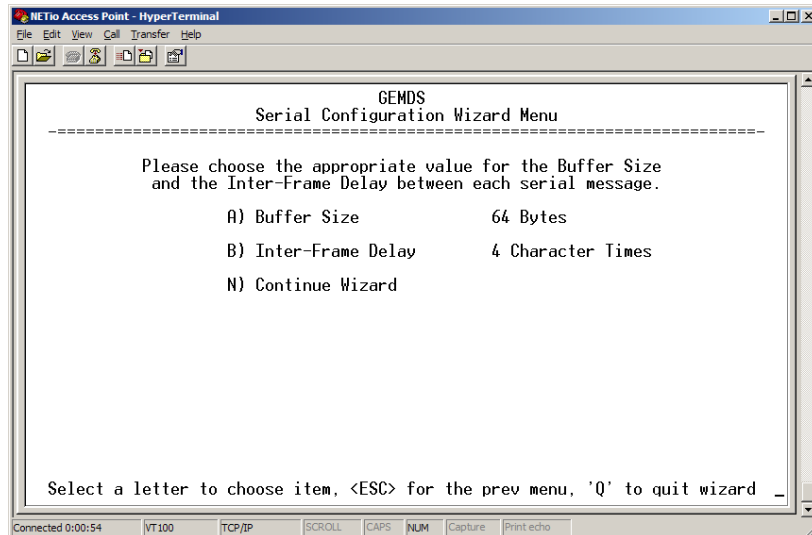 NETio Access Point - HyperTerminal
File Edit View Call Transfer Help
GEMDS
Serial Configuration Wizard Menu
-==========================================================================-
Please choose the appropriate value for the Buffer Size
and the Inter-Frame Delay between each serial message.
A) Buffer Size 64 Bytes
B) Inter-Frame Delay 4 Character Times
N) Continue Wizard
Select a letter to choose item, <ESC> for the prev menu, 'Q' to quit wizard _
Connected 0:00:54 VT100 TCP/IP SCROLL CAPS NUM Capture Print echo